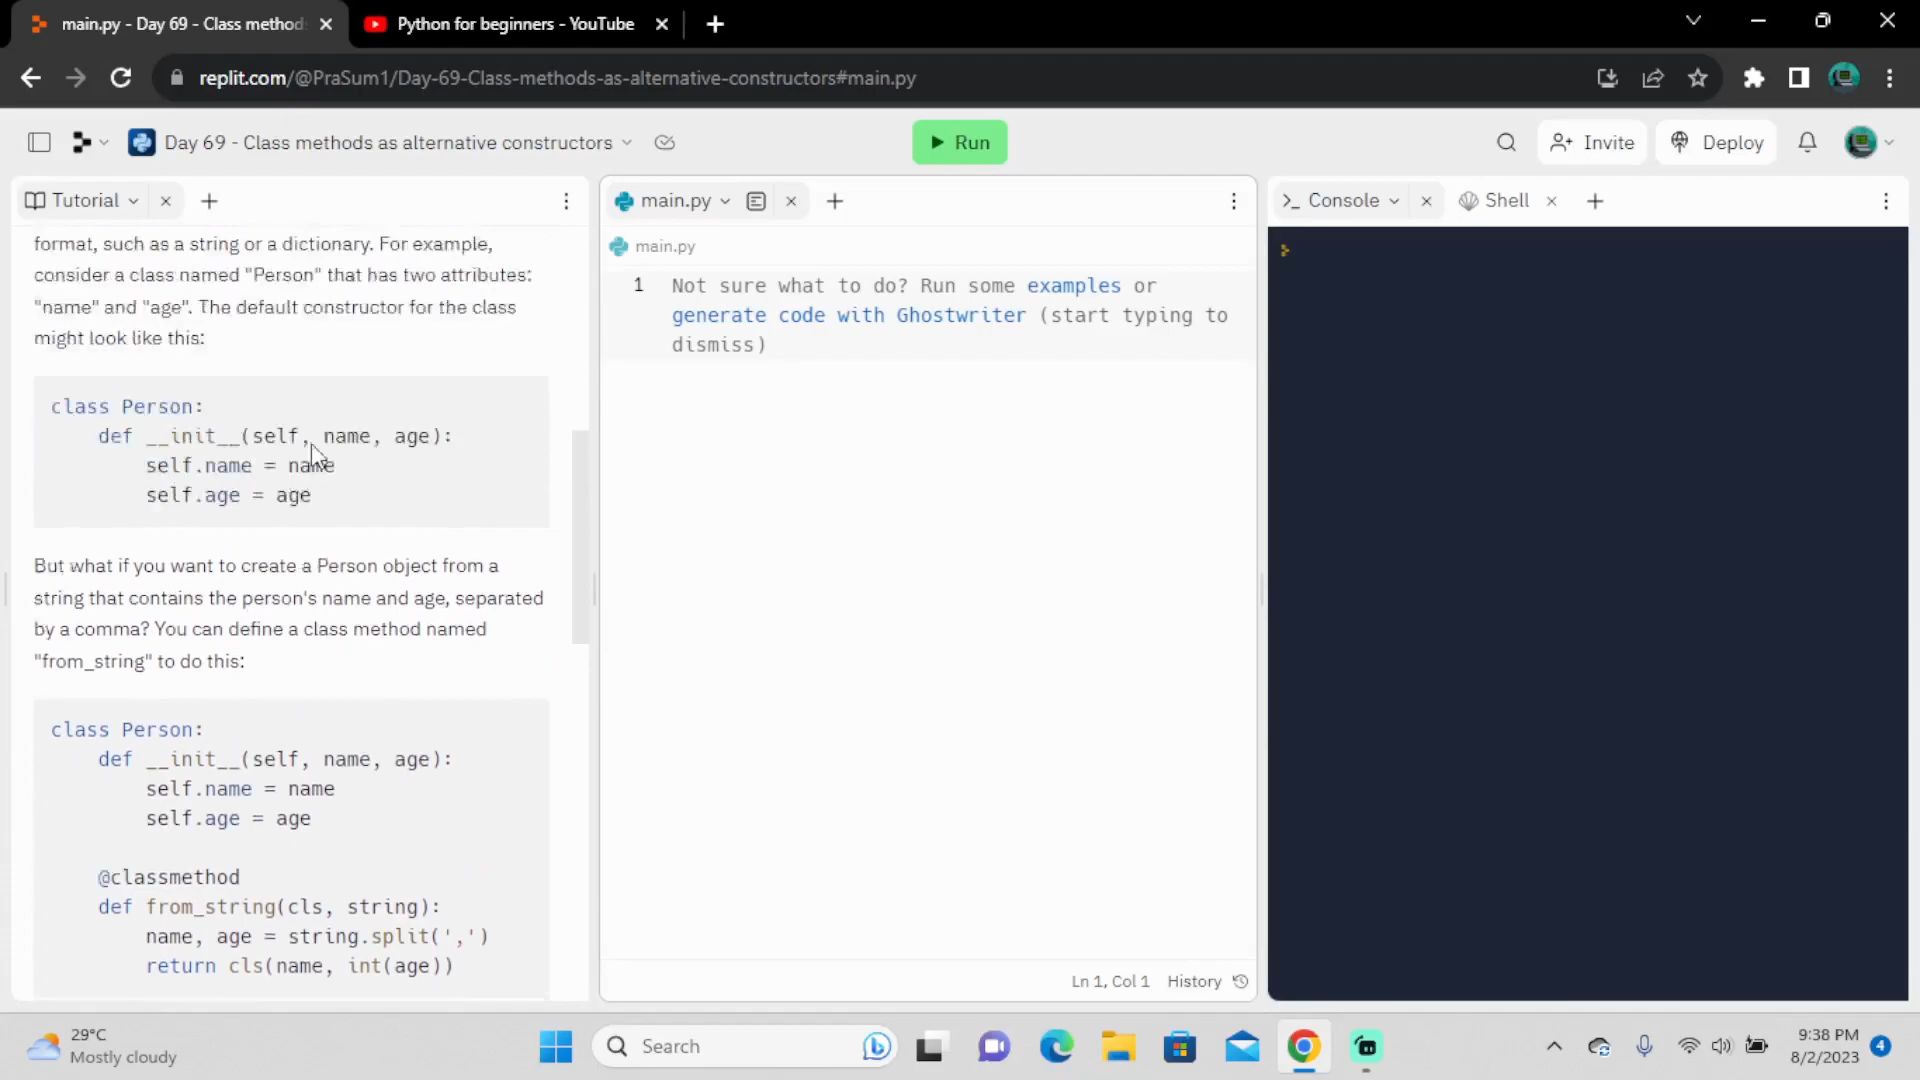 main.py - Day 69 - Class method
Python for beginners - YouTube
replit.com/@PraSum1/Day-69-Class-methods-as-alternative-constructors#main.py
Day 69 - Class methods as alternative constructors
Run
Invite
Deploy
Tutorial
main.py
Console
Shell
format, such as a string or a dictionary. For example,
consider a class named "Person" that has two attributes:
"name" and "age". The default constructor for the class
might look like this:
class Person:
def __init__(self, name, age):
self.name = name
self.age = age
But what if you want to create a Person object from a
string that contains the person's name and age, separated
by a comma? You can define a class method named
"from_string" to do this:
class Person:
def __init__(self, name, age):
self.name = name
self.age = age
@classmethod
def from_string(cls, string):
name, age = string.split(',')
return cls(name, int(age))
main.py
1 Not sure what to do? Run some examples or
generate code with Ghostwriter (start typing to
dismiss)
Ln 1, Col 1 History
29°C
Mostly cloudy
Search
9:38 PM
8/2/2023
4